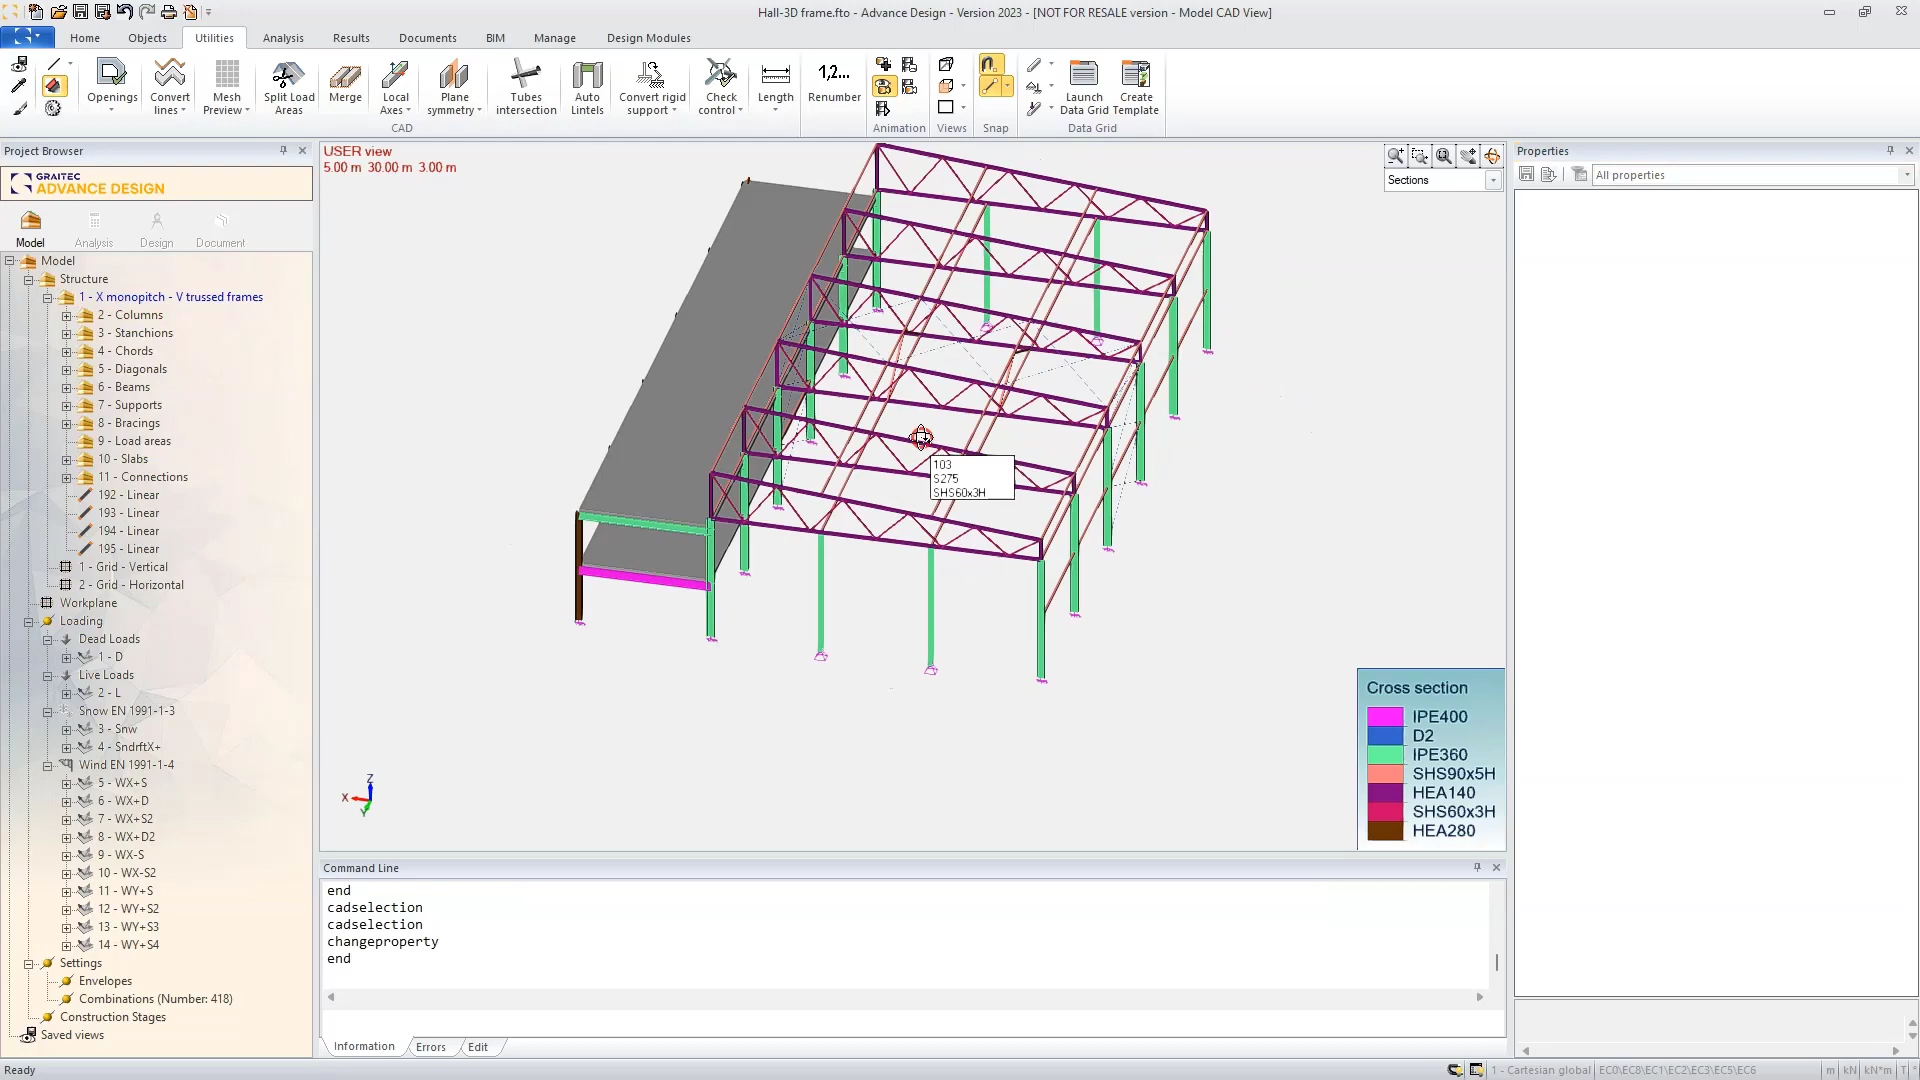 Hall-3D frame.fto - Advance Design - Version 2023 - [NOT FOR RESALE version - Model CAD View]
Home
Objects
Utilities
Analysis
Results
Documents
BIM
Manage
Design Modules
Openings
Convert lines
Mesh Preview
Split Load Areas
Merge
Local Axes
Plane symmetry
Tubes intersection
Auto Lintels
Convert rigid support
Check control
Length
1,2...
Renumber
Launch Data Grid
Create Template
CAD
Animation
Views
Snap
Data Grid
Project Browser
GRAITEC
ADVANCE DESIGN
Model
Analysis
Design
Document
Model
Structure
1 - X monopitch - V trussed frames
2 - Columns
3 - Stanchions
4 - Chords
5 - Diagonals
6 - Beams
7 - Supports
8 - Bracings
9 - Load areas
10 - Slabs
11 - Connections
192 - Linear
193 - Linear
194 - Linear
195 - Linear
1 - Grid - Vertical
2 - Grid - Horizontal
Workplane
Loading
Dead Loads
1 - D
Live Loads
2 - L
Snow EN 1991-1-3
3 - Snw
4 - SndrftX+
Wind EN 1991-1-4
5 - WX+S
6 - WX+D
7 - WX+S2
8 - WX+D2
9 - WX-S
10 - WX-S2
11 - WY+S
12 - WY+S2
13 - WY+S3
14 - WY+S4
Settings
Envelopes
Combinations (Number: 418)
Construction Stages
Saved views
USER view
5.00 m 30.00 m 3.00 m
Sections
103
S275
SHS60x3H
Z
X
Y
Cross section
IPE400
D2
IPE360
SHS90x5H
HEA140
SHS60x3H
HEA280
Command Line
end
cadselection
cadselection
changeproperty
end
Information
Errors
Edit
Properties
All properties
Ready
1 - Cartesian global
EC0\EC8\EC1\EC2\EC3\EC5\EC6
m
kN
kN*m
T